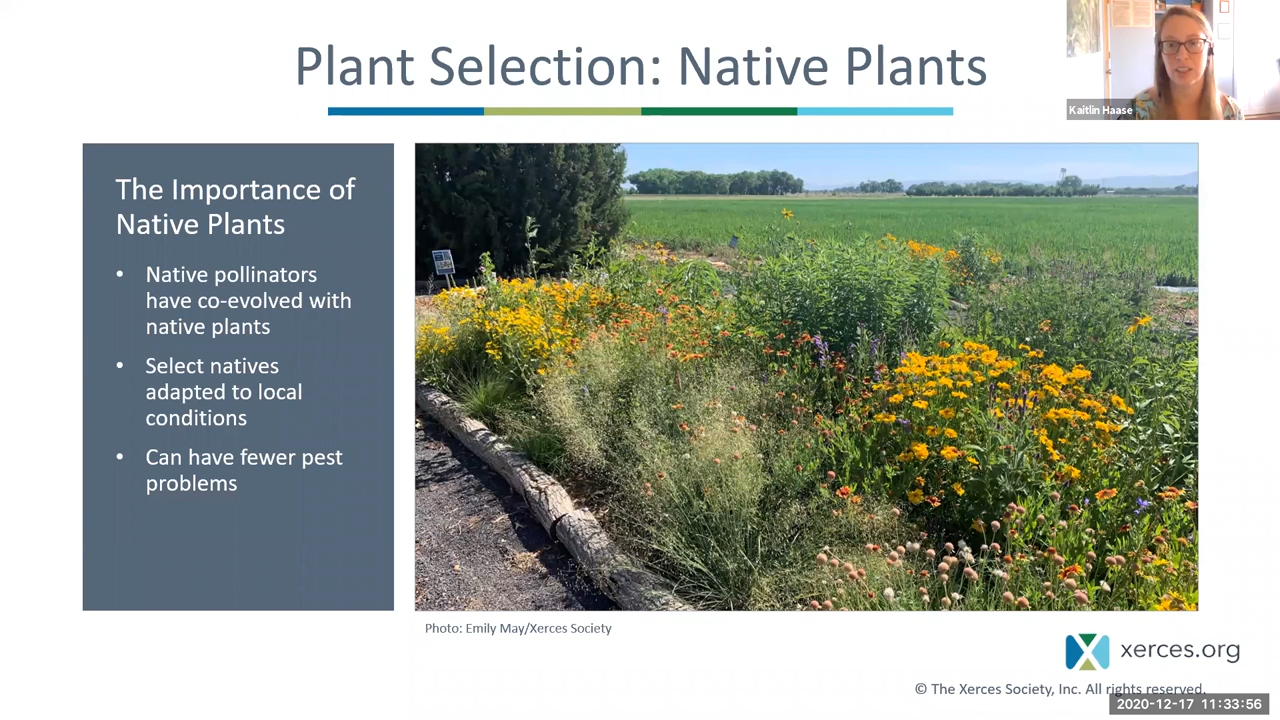 Plant Selection: Native Plants
Kaitlin Haase
The Importance of
Native Plants
• Native pollinators
have co-evolved with
native plants
• Select natives
adapted to local
conditions
• Can have fewer pest
problems
Photo: Emily May/Xerces Society
xerces.org
© The Xerces Society, Inc. All rights reserved.
2020-12-17 11:33:56